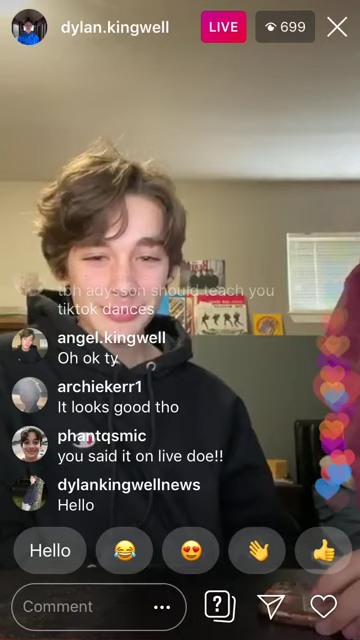 dylan.kingwell
LIVE
699
tbh adysson should teach you
tiktok dances
angel.kingwell
Oh ok ty
archiekerr1
It looks good tho
phantqsmic
you said it on live doe!!
dylankingwellnews
Hello
Hello
Comment